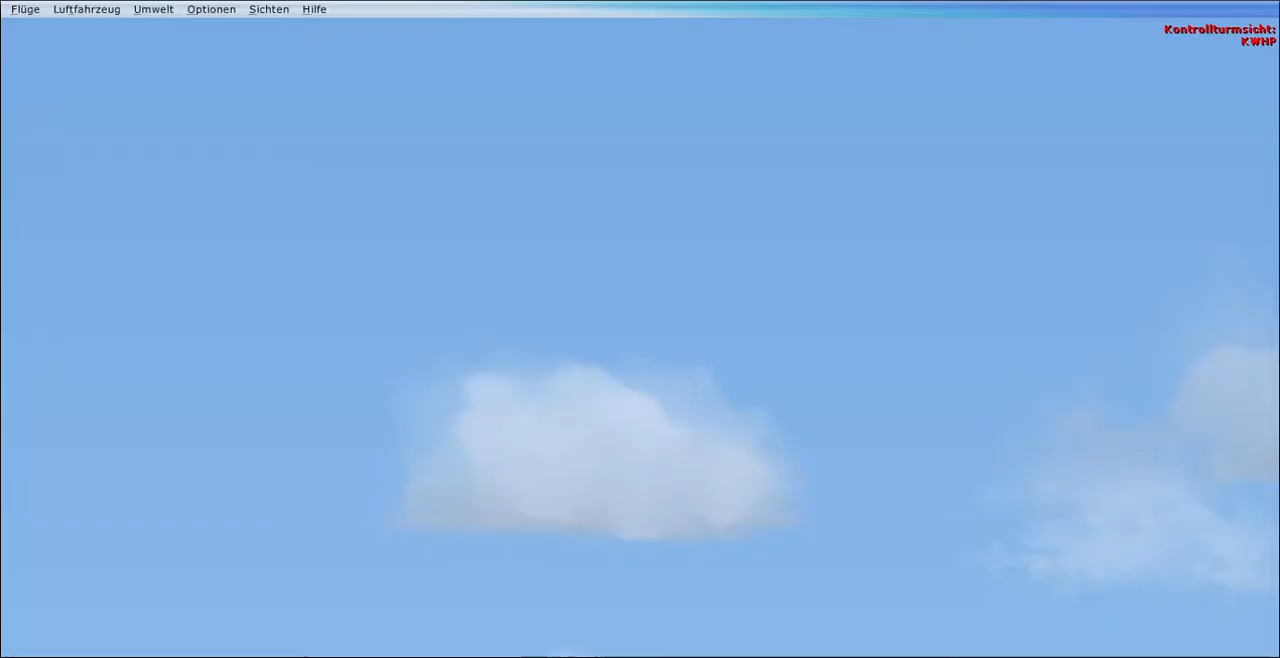 Flüge Luftfahrzeug Umwelt Optionen Sichten Hilfe
Kontrollturmsicht:
KWHP